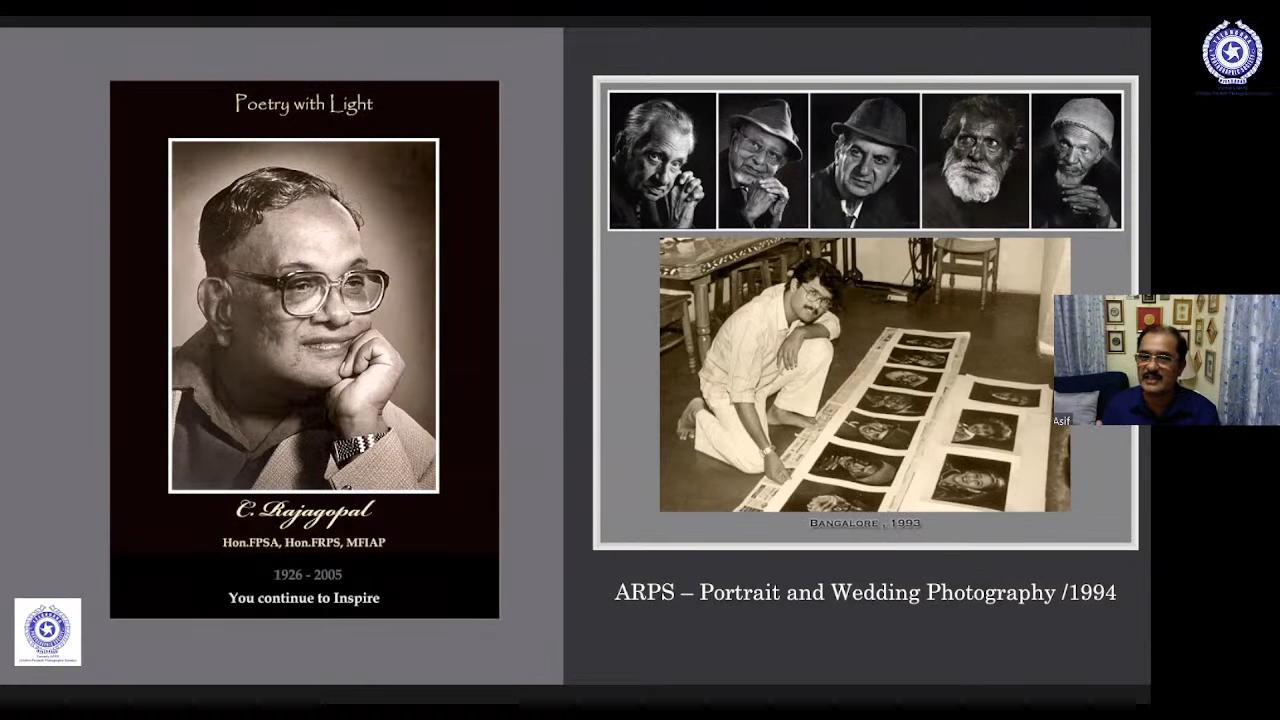 Poetry with Light
C. Rajagopal
Hon.FPSA, Hon.FRPS, MFIAP
1926 - 2005
You continue to Inspire
BANGALORE , 1993
ARPS – Portrait and Wedding Photography /1994
Asif